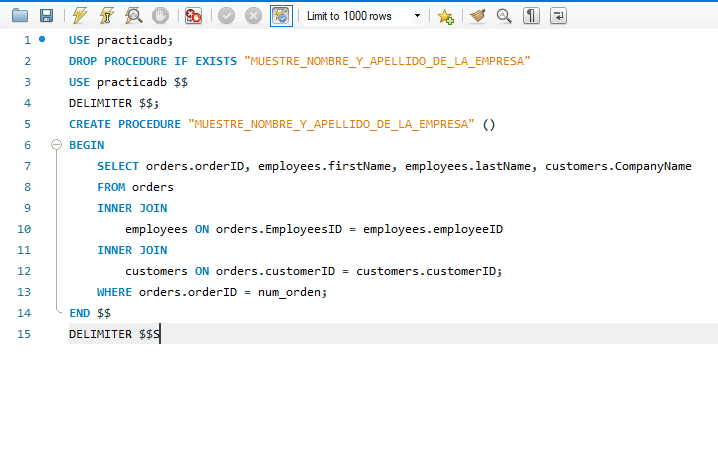 Limit to 1000 rows
1 USE practicadb;
2 DROP PROCEDURE IF EXISTS "MUESTRE_NOMBRE_Y_APELLIDO_DE_LA_EMPRESA"
3 USE practicadb $$
4 DELIMITER $$;
5 CREATE PROCEDURE "MUESTRE_NOMBRE_Y_APELLIDO_DE_LA_EMPRESA" ()
6 BEGIN
7 SELECT orders.orderID, employees.firstName, employees.lastName, customers.CompanyName
8 FROM orders
9 INNER JOIN
10 employees ON orders.EmployeesID = employees.employeeID
11 INNER JOIN
12 customers ON orders.customerID = customers.customerID;
13 WHERE orders.orderID = num_orden;
14 END $$
15 DELIMITER $$S